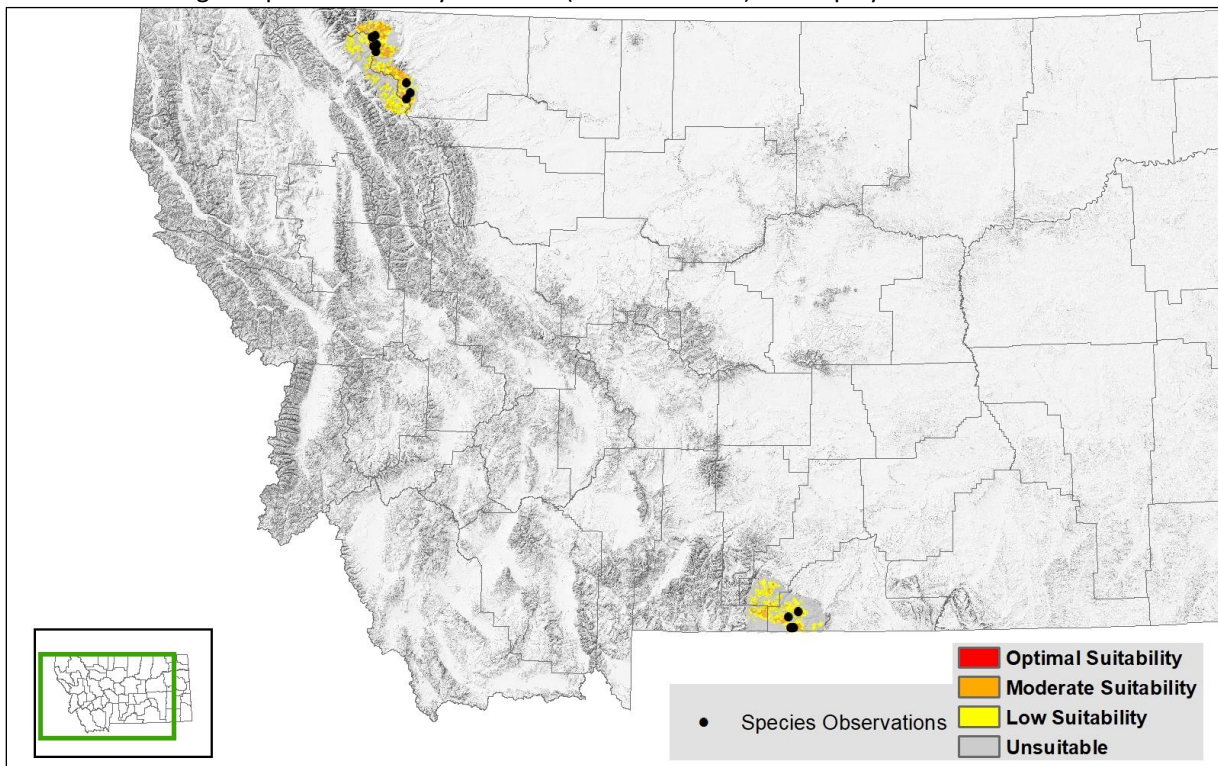 Optimal Suitability
Moderate Suitability
Species Observations
Low Suitability
Unsuitable